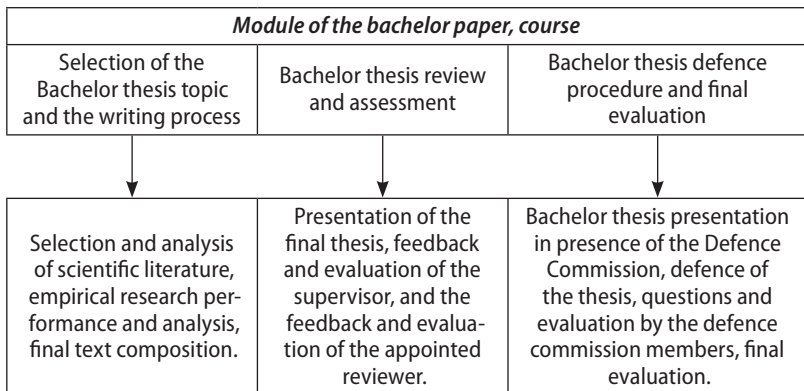 Module of the bachelor paper, course
Selection of the
Bachelor thesis topic
and the writing process
Bachelor thesis review
and assessment
Bachelor thesis defence
procedure and final
evaluation
Selection and analysis
of scientific literature,
empirical research per-
formance and analysis,
final text composition.
Presentation of the
final thesis, feedback
and evaluation of the
supervisor, and the
feedback and evalua-
tion of the appointed
reviewer.
Bachelor thesis presentation
in presence of the Defence
Commission, defence of
the thesis, questions and
evaluation by the defence
commission members, final
evaluation.